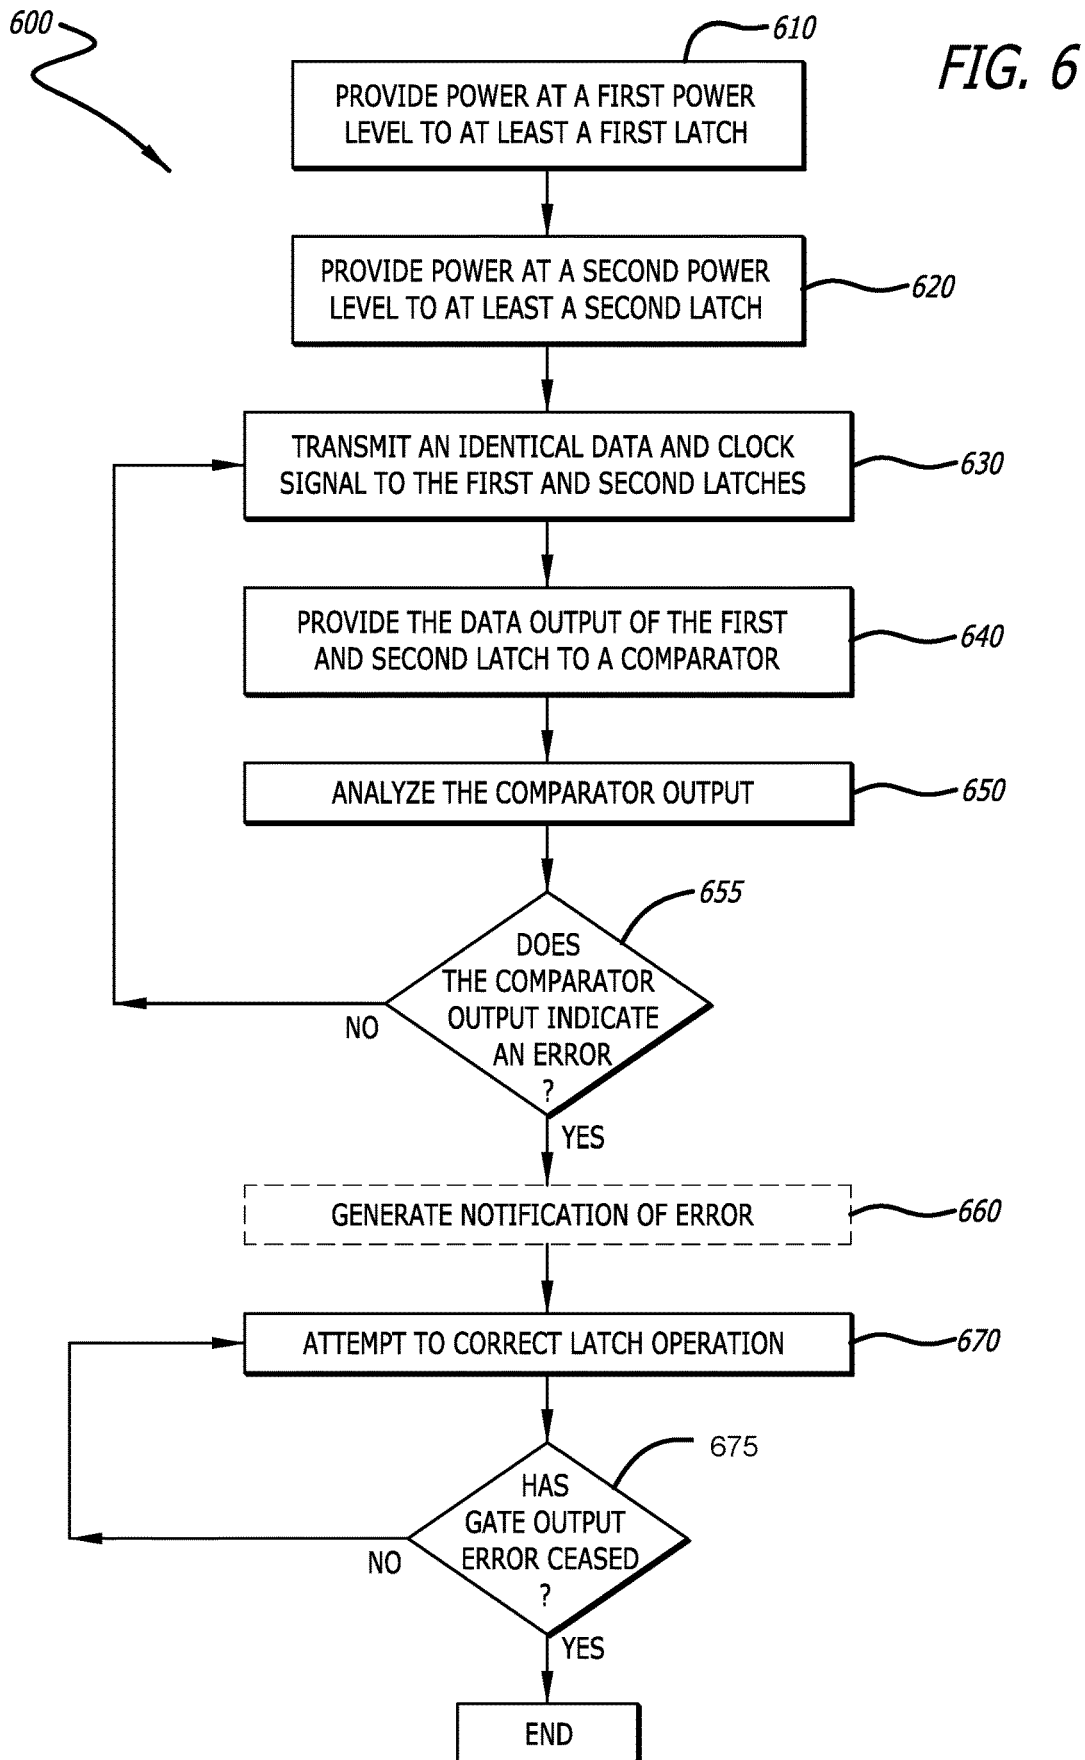 600
610
FIG. 6
PROVIDE POWER AT A FIRST POWER
LEVEL TO AT LEAST A FIRST LATCH
PROVIDE POWER AT A SECOND POWER
LEVEL TO AT LEAST A SECOND LATCH
620
TRANSMIT AN IDENTICAL DATA AND CLOCK
SIGNAL TO THE FIRST AND SECOND LATCHES
630
PROVIDE THE DATA OUTPUT OF THE FIRST
AND SECOND LATCH TO A COMPARATOR
640
ANALYZE THE COMPARATOR OUTPUT
650
655
DOES
THE COMPARATOR
OUTPUT INDICATE
AN ERROR
?
NO
YES
GENERATE NOTIFICATION OF ERROR
660
ATTEMPT TO CORRECT LATCH OPERATION
670
675
HAS
GATE OUTPUT
ERROR CEASED
?
NO
YES
END